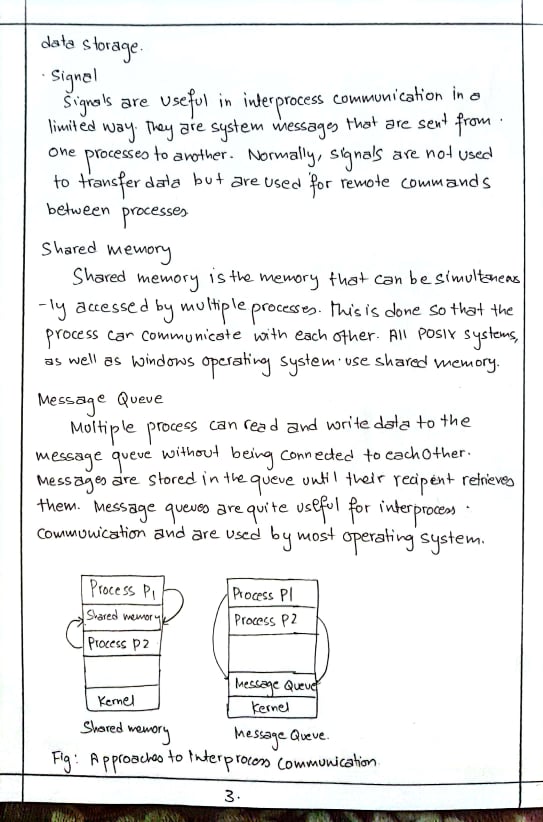 data storage.
· Signal
Signals are useful in interprocess communication in a
limited way. They are system messages that are sent from
one processes to another. Normally, signals are not used
to transfer data but are used for remote commands
between processes
Shared memory
Shared memory is the memory that can be simultaneous
-ly accessed by multiple processes. This is done so that the
process can communicate with each other. All POSIX systems,
as well as windows operating system use shared memory.
Message Queue
Multiple process can read and write data to the
message queue without being connected to each other.
Messages are stored in the queue until their recipent retrieves
them. Message queues are quite useful for interprocess
communication and are used by most operating system.
Process P1
Shared memory
Process P2
Kernel
Shared memory
Process P1
Process P2
Message Queue
Kernel
Message Queue.
Fig: Approaches to Interprocess Communication.
3.